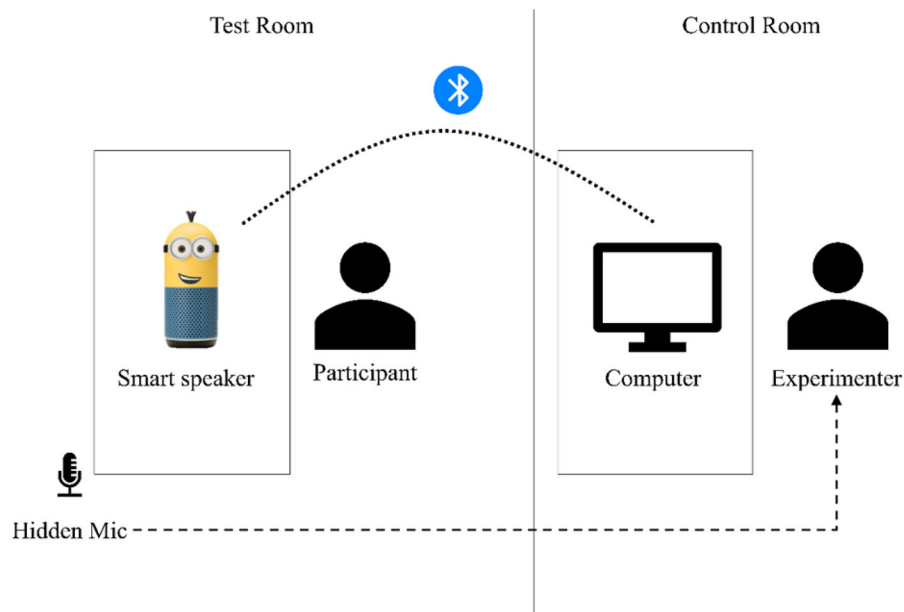 Test Room
Control Room
Smart speaker
Participant
Computer
Experimenter
Hidden Mic